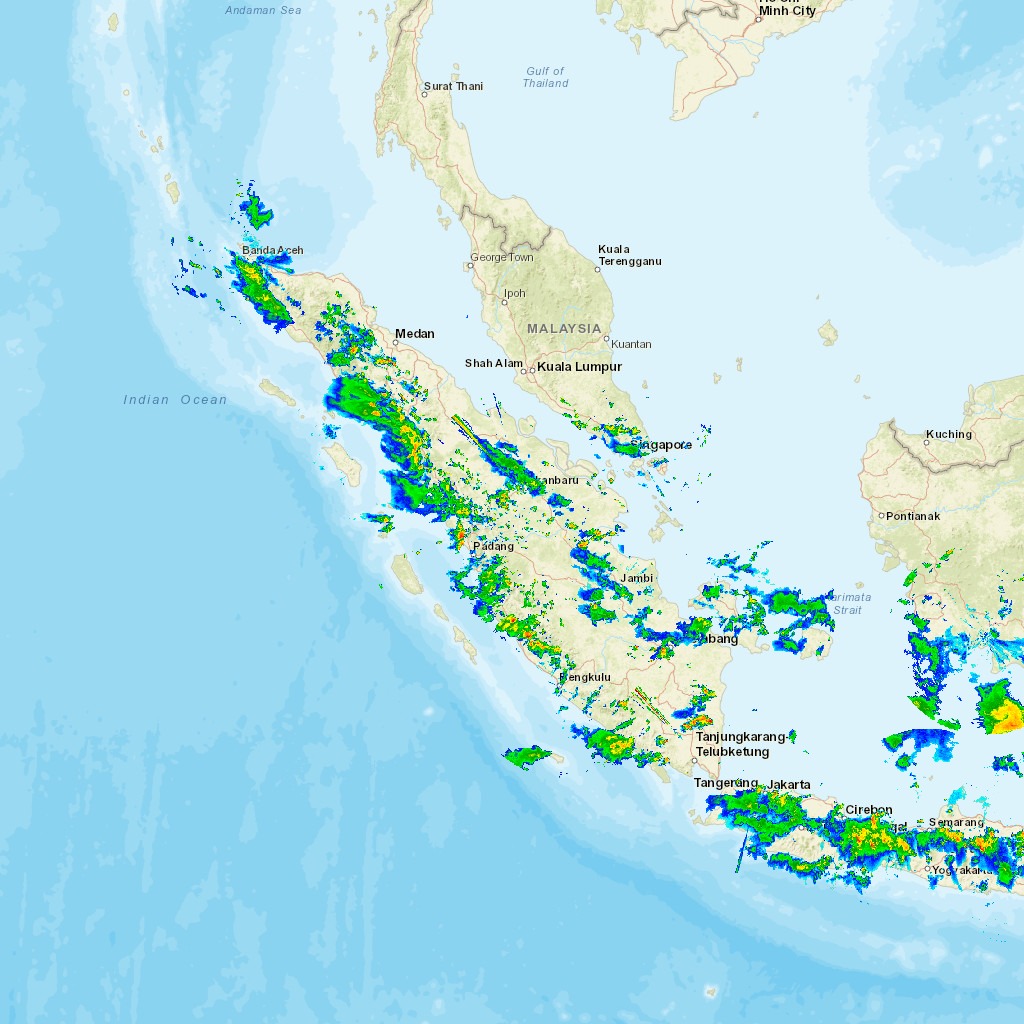 Andaman Sea
Minh City
Gulf of
Thailand
Surat Thani
Banda Aceh
George Town
Kuala
Terengganu
Ipoh
MALAYSIA
Medan
Kuantan
Shah Alam
Kuala Lumpur
Indian Ocean
Singapore
Kuching
Pontianak
Padang
Jambi
Strait
Bengkulu
Tanjungkarang-
Telubketung
Tangerang
Jakarta
Cirebon
Semarang
Yogyakarta